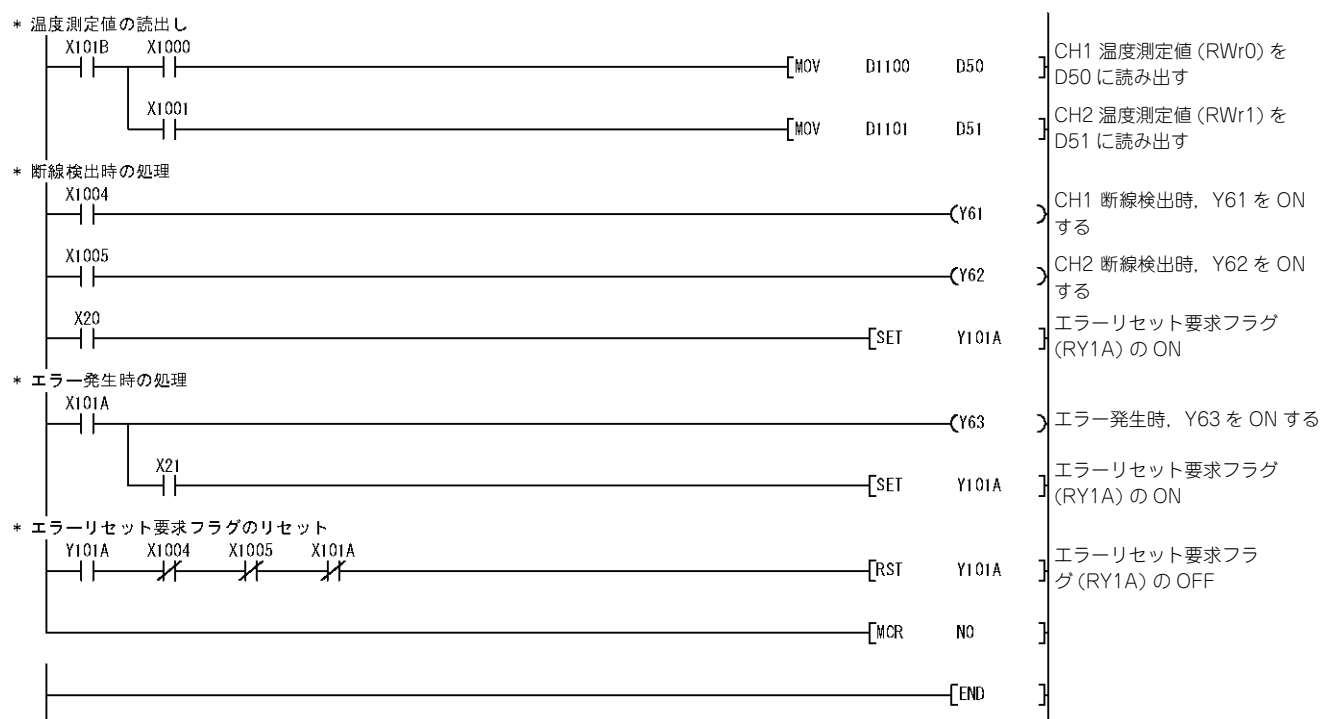 * 温度測定値の読出し
X101B X1000
MOV D1100 D50
CH1 温度測定値 (RWr0) を
D50 に読み出す
X1001
MOV D1101 D51
CH2 温度測定値 (RWr1) を
D51 に読み出す
* 断線検出時の処理
X1004
Y61
CH1 断線検出時, Y61 を ON
する
X1005
Y62
CH2 断線検出時, Y62 を ON
する
X20
SET Y101A
エラーリセット要求フラグ
(RY1A) の ON
* エラー発生時の処理
X101A
Y63
エラー発生時, Y63 を ON する
X21
SET Y101A
エラーリセット要求フラグ
(RY1A) の ON
* エラーリセット要求フラグのリセット
Y101A X1004 X1005 X101A
RST Y101A
エラーリセット要求フラ
グ (RY1A) の OFF
MCR N0
END